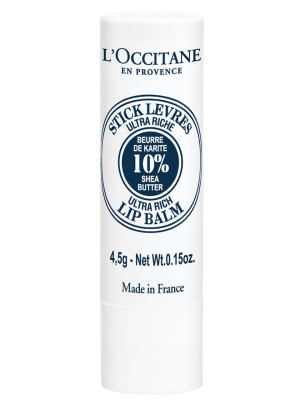 L'OCCITANE
EN PROVENCE
STICK LEVRES
ULTRA RICHE
BEURRE
DE KARITE
10%
SHEA
BUTTER
ULTRA RICH
LIP BALM
4,5g - Net Wt.0.15oz.
Made in France